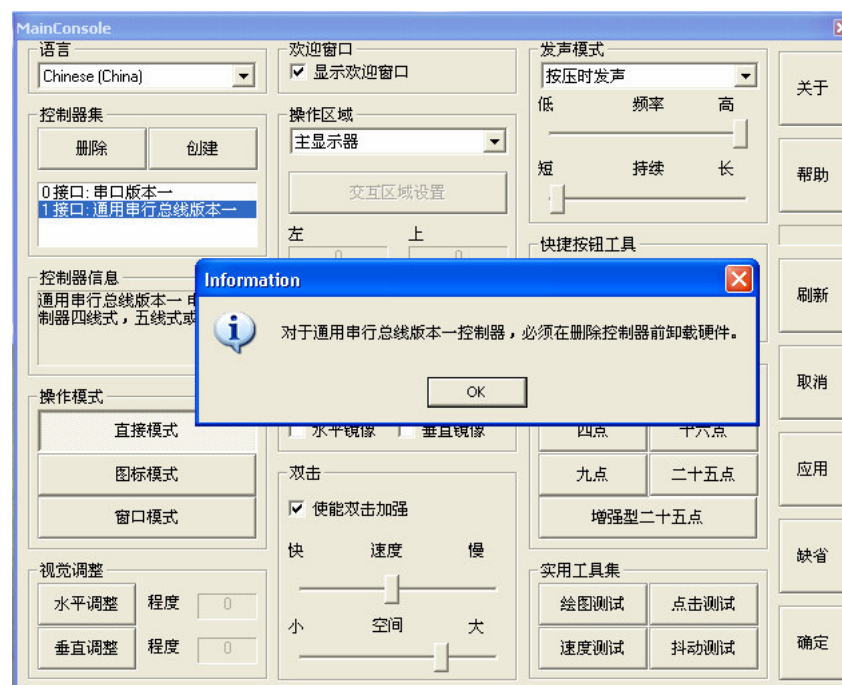 MainConsole
语言
Chinese (China)
控制器集
删除
创建
0接口:串口版本一
1接口:通用串行总线版本一
控制器信息
通用串行总线版本一
制器四线式，五线式或
操作模式
直接模式
图标模式
窗口模式
视觉调整
水平调整
程度
0
垂直调整
程度
0
欢迎窗口
显示欢迎窗口
操作区域
主显示器
交互区域设置
左
上
0
0
Information
对于通用串行总线版本一控制器，必须在删除控制器前卸载硬件。
OK
水平镜像
垂直镜像
双击
使能双击加强
快
速度
慢
小
空间
大
发声模式
按压时发声
低
频率
高
短
持续
长
快捷按钮工具
四点
十六点
九点
二十五点
增强型二十五点
实用工具集
绘图测试
点击测试
速度测试
抖动测试
关于
帮助
刷新
取消
应用
缺省
确定